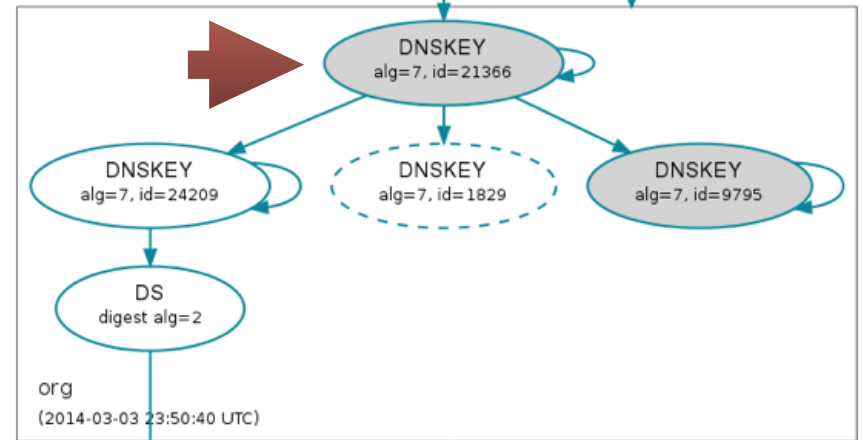 DNSKEY
alg=7, id=21366
DNSKEY
alg=7, id=24209
DNSKEY
alg=7, id=1829
DNSKEY
alg=7, id=9795
DS
digest alg=2
org
(2014-03-03 23:50:40 UTC)